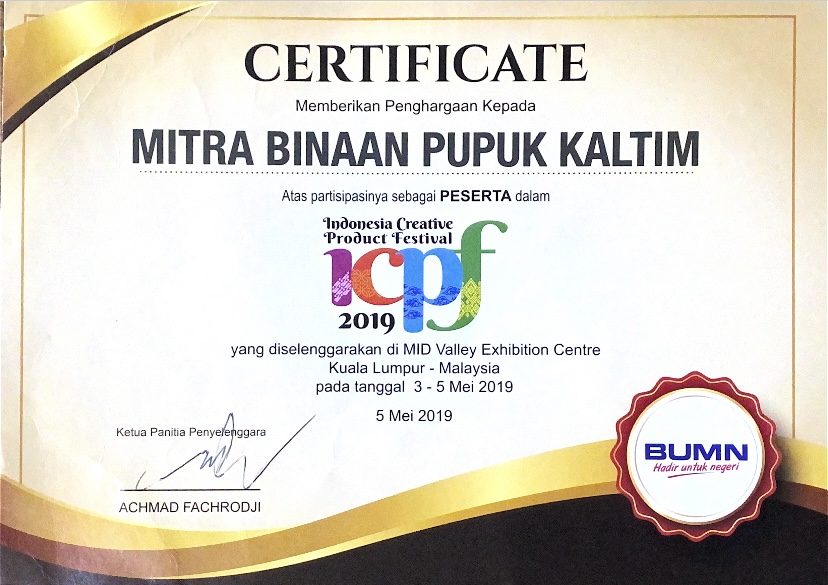 CERTIFICATE
Memberikan Penghargaan Kepada
MITRA BINAAN PUPUK KALTIM
Atas partisipasinya sebagai PESERTA dalam
Indonesia Creative
Product Festival
icpf
2019
yang diselenggarakan di MID Valley Exhibition Centre
Kuala Lumpur - Malaysia
pada tanggal 3 - 5 Mei 2019
5 Mei 2019
Ketua Panitia Penyelenggara
ACHMAD FACHRODJI
BUMN
Hadir untuk negeri